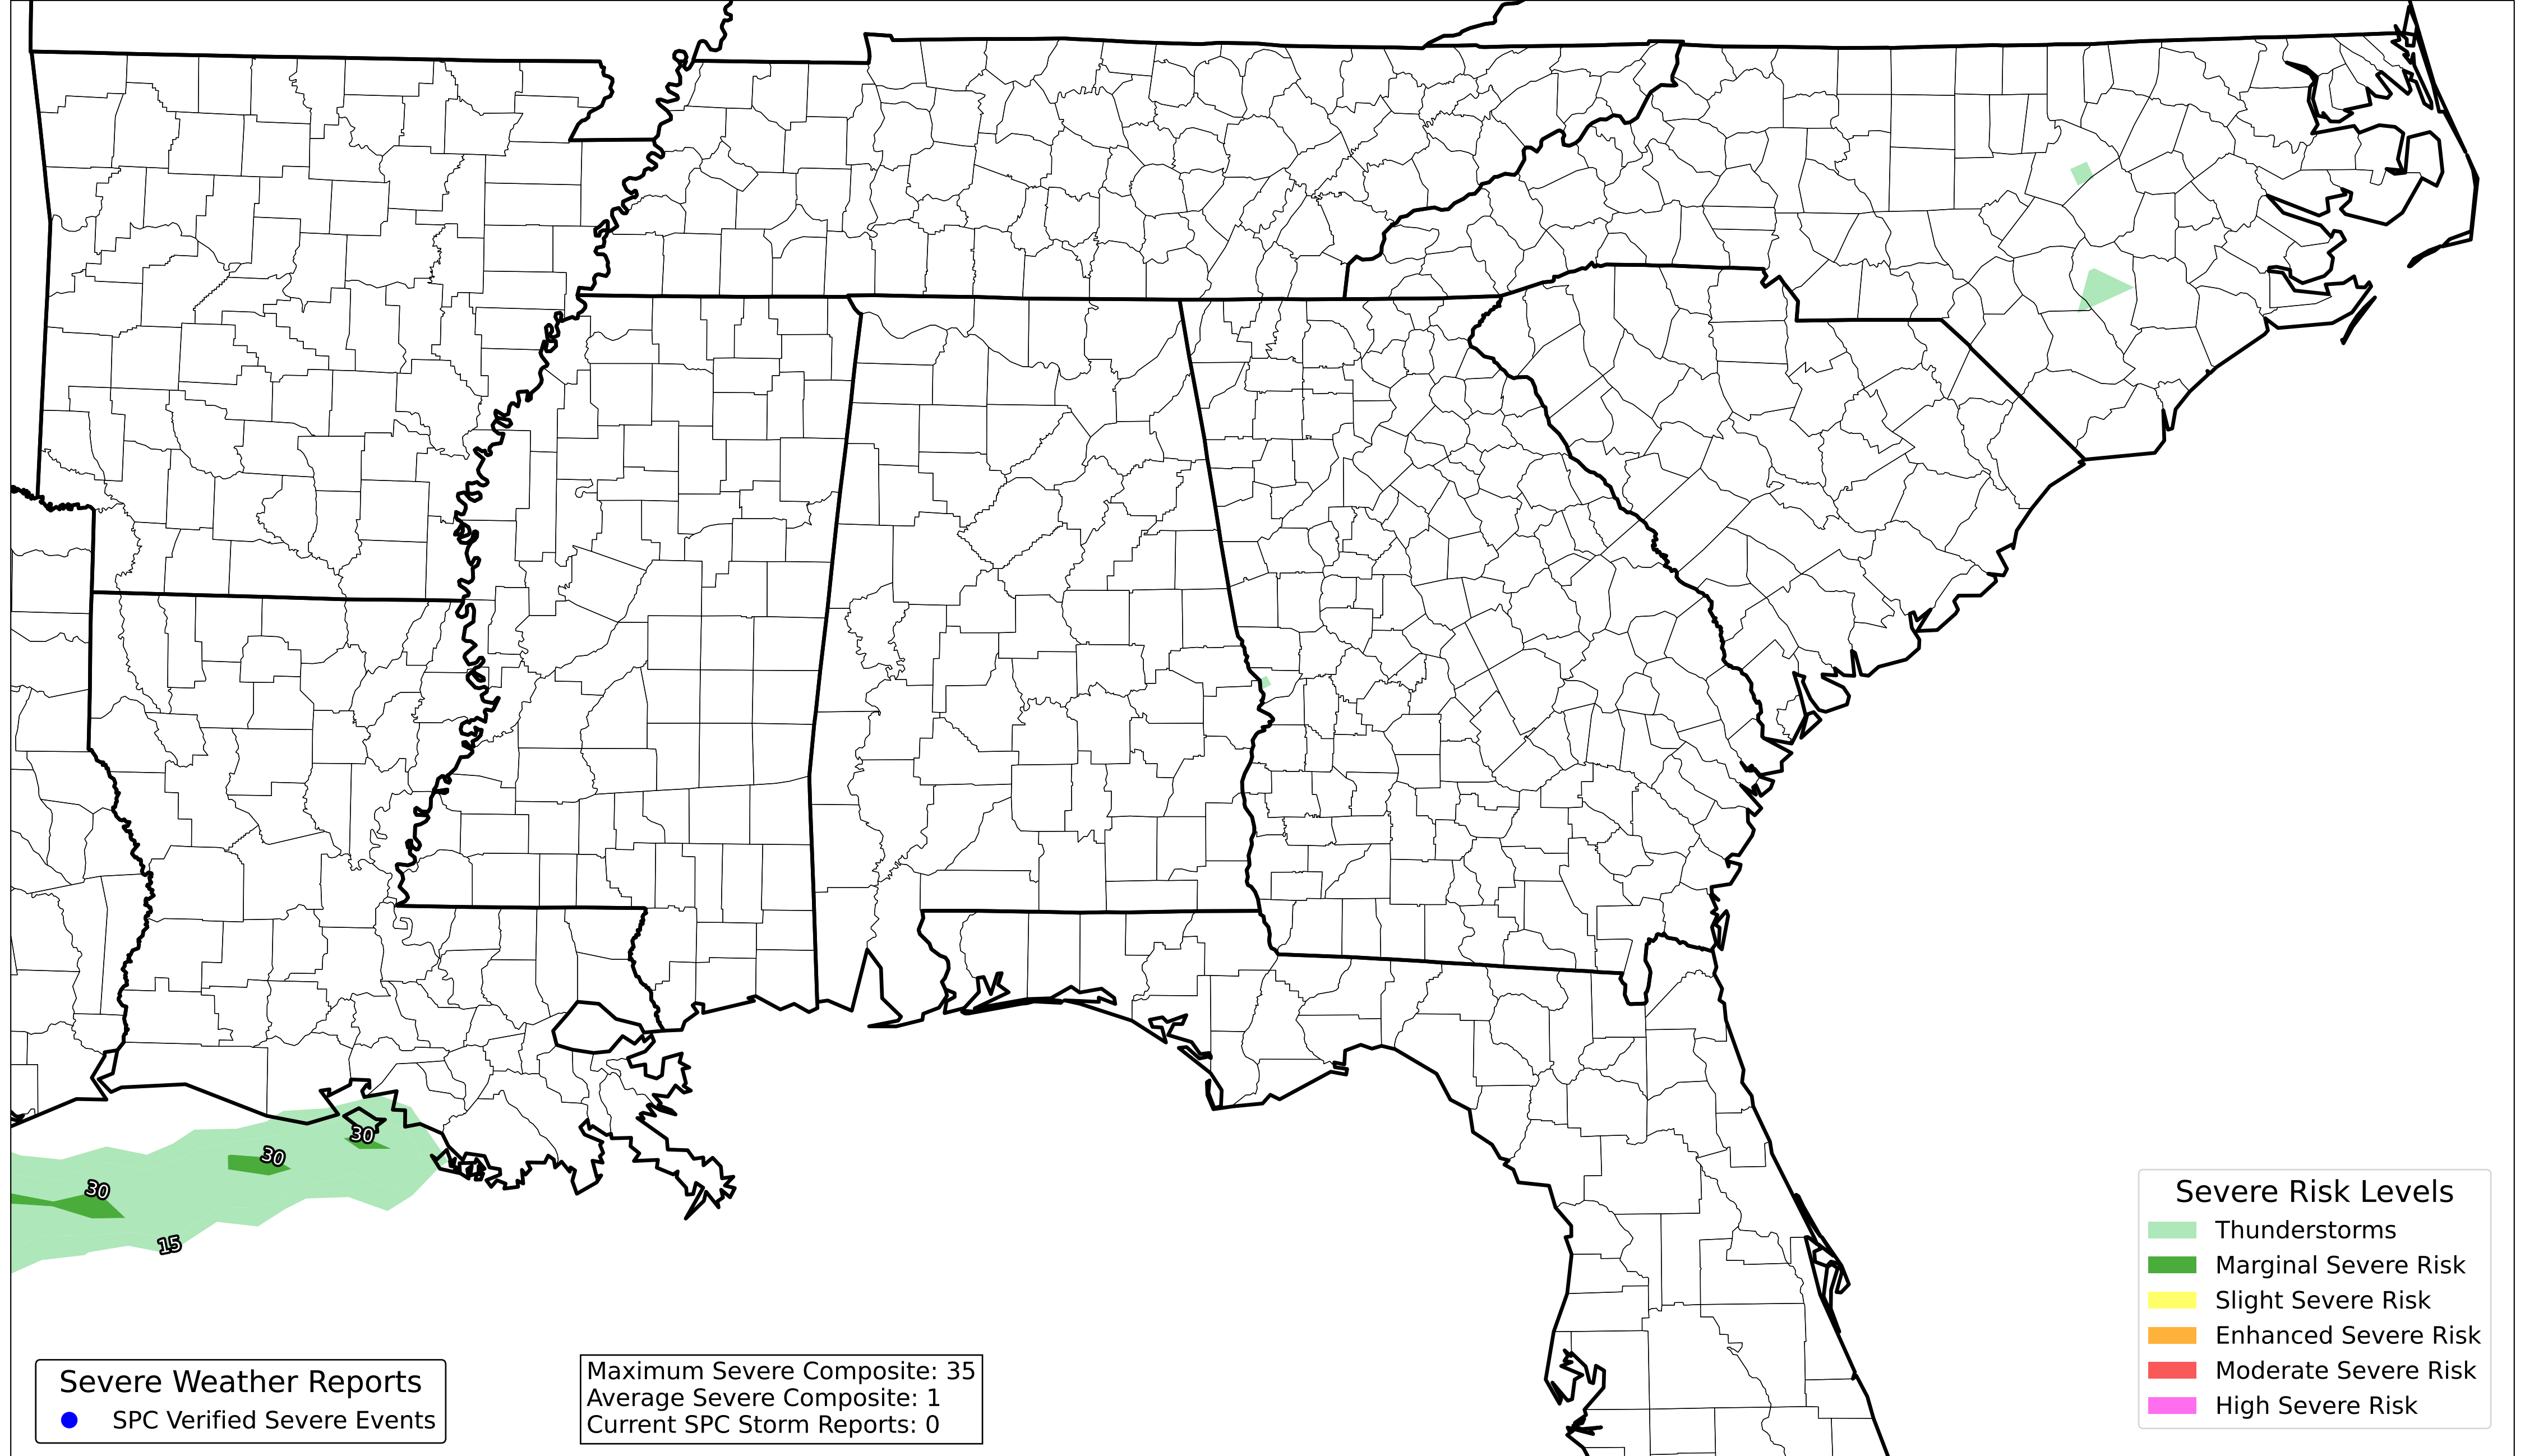 30
30
30
15
Severe Risk Levels
Thunderstorms
Marginal Severe Risk
Slight Severe Risk
Enhanced Severe Risk
Moderate Severe Risk
High Severe Risk
Severe Weather Reports
SPC Verified Severe Events
Maximum Severe Composite: 35
Average Severe Composite: 1
Current SPC Storm Reports: 0